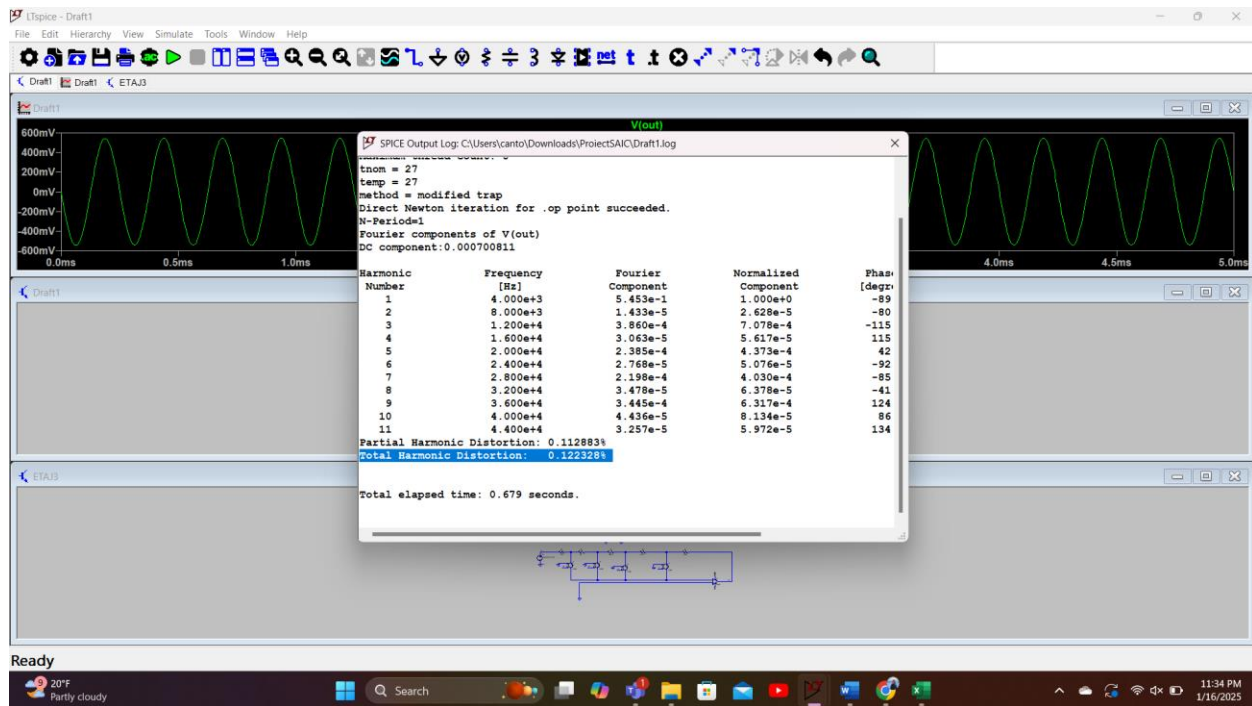 LTspice - Draft1
File Edit Hierarchy View Simulate Tools Window Help
Draft1 Draft1 ETAJ3
Draft1
V(out)
600mV
400mV
200mV
0mV
-200mV
-400mV
-600mV
0.0ms 0.5ms 1.0ms 4.0ms 4.5ms 5.0ms
SPICE Output Log: C:\Users\canto\Downloads\ProiectSAIC\Draft1.log
tnom = 27
temp = 27
method = modified trap
Direct Newton iteration for .op point succeeded.
N-Period=1
Fourier components of V(out)
DC component:0.000700811
Harmonic Frequency Fourier Normalized Phas
Number [Hz] Component Component [degr
1 4.000e+3 5.453e-1 1.000e+0 -89
2 8.000e+3 1.433e-5 2.628e-5 -80
3 1.200e+4 3.860e-4 7.078e-4 -115
4 1.600e+4 3.063e-5 5.617e-5 115
5 2.000e+4 2.385e-4 4.373e-4 42
6 2.400e+4 2.768e-5 5.076e-5 -92
7 2.800e+4 2.198e-4 4.030e-4 -85
8 3.200e+4 3.478e-5 6.378e-5 -41
9 3.600e+4 3.445e-4 6.317e-4 124
10 4.000e+4 4.436e-5 8.134e-5 86
11 4.400e+4 3.257e-5 5.972e-5 134
Partial Harmonic Distortion: 0.112883%
Total Harmonic Distortion: 0.122328%
Total elapsed time: 0.679 seconds.
Draft1
ETAJ3
Ready
9
20°F
Partly cloudy
Search
11:34 PM
1/16/2025